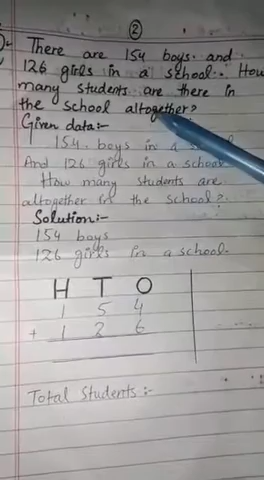 ②
There are 154 boys and
126 girls in a school. How
many students are there in
the school altogether?
Given data:-
154 boys in a
And 126 girls in a school
How many students are
altogether in the school?
Solution:-
154 boys
126 girls in a school.
H T O
1 5 4
+ 1 2 6
Total Students:-